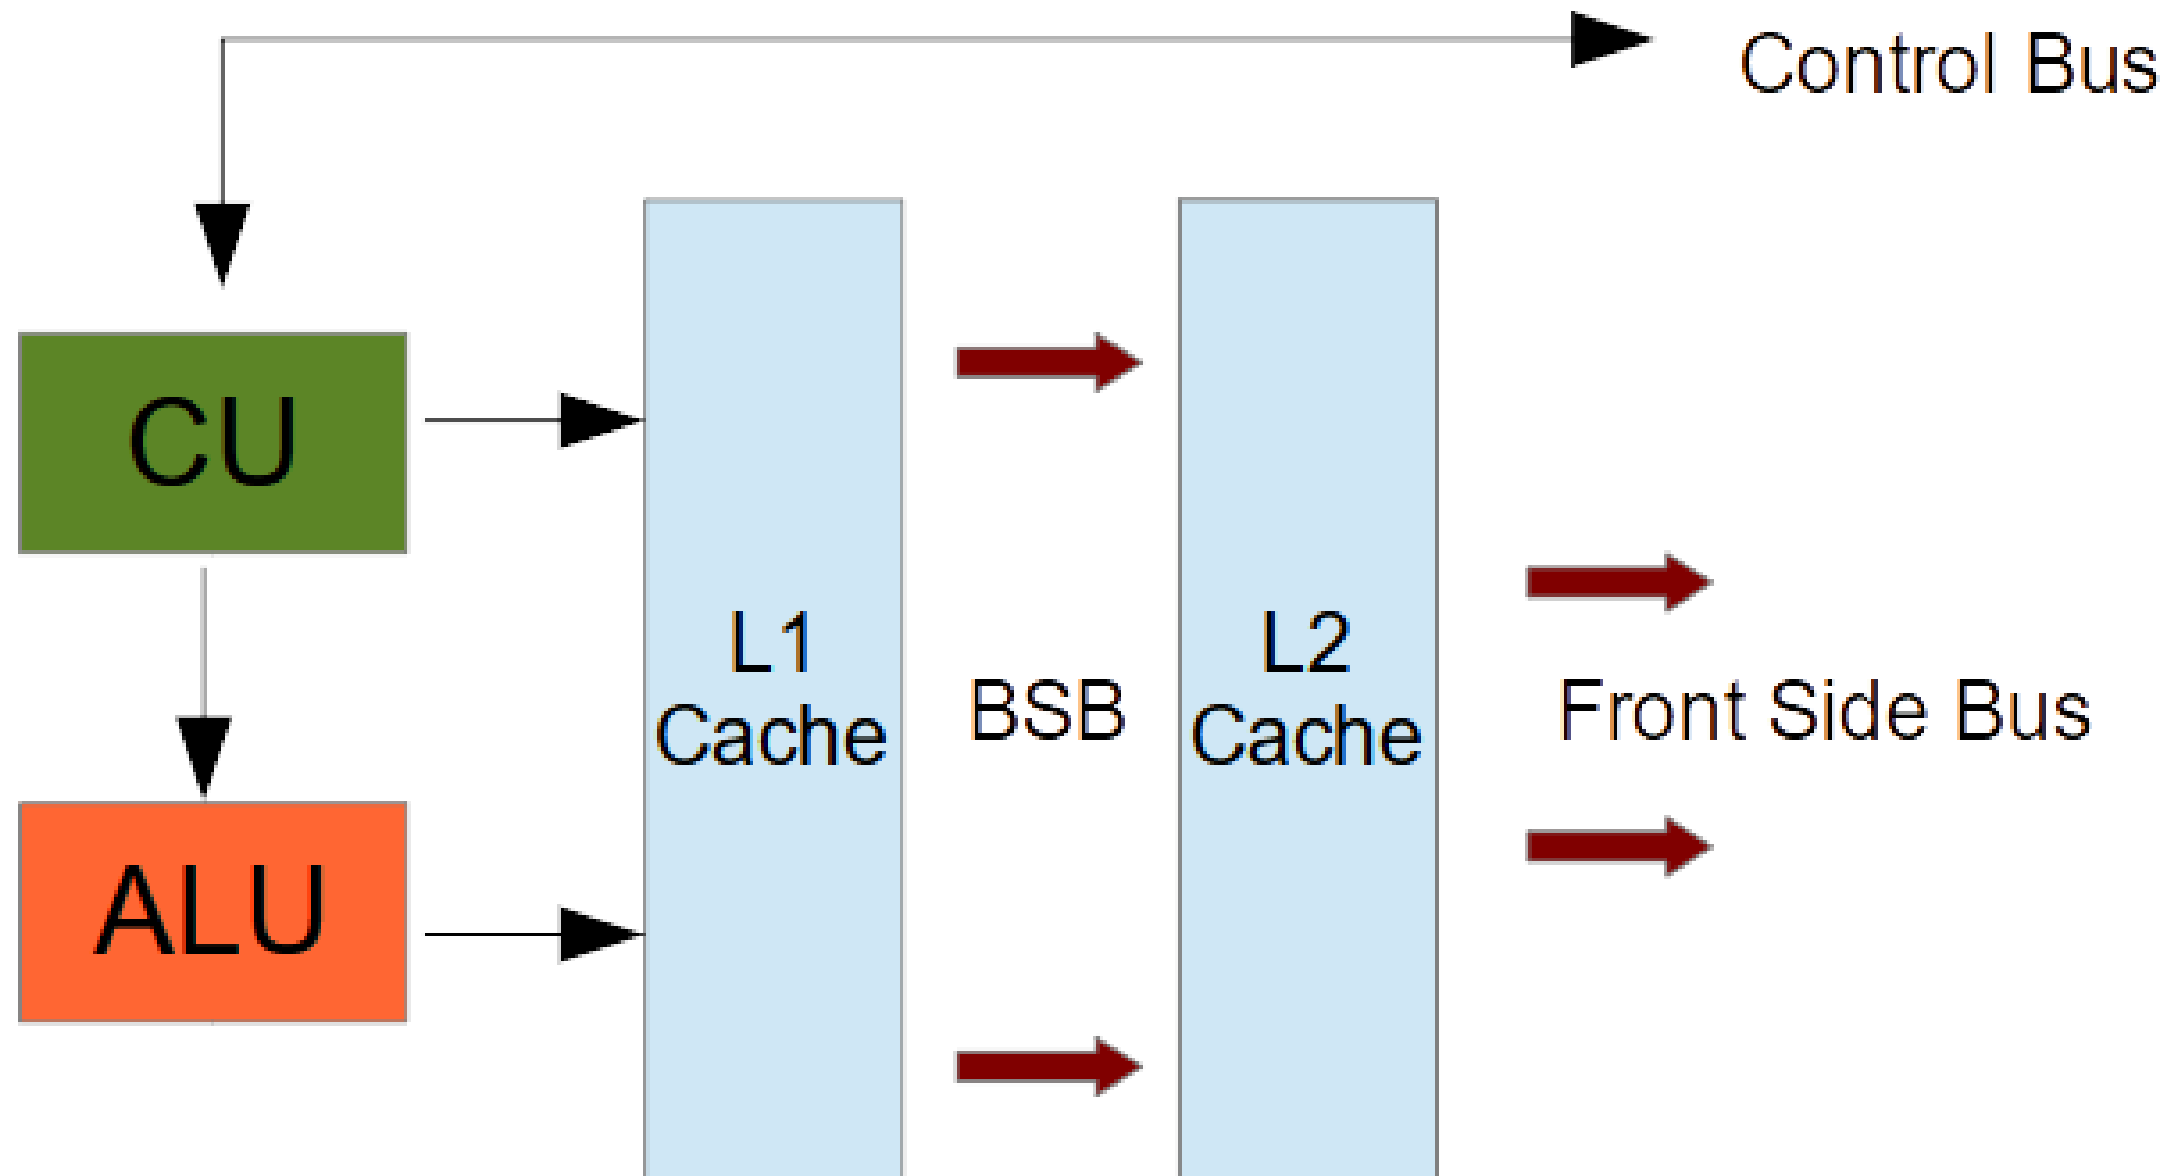 Control Bus
CU
L1
Cache
BSB
L2
Cache
Front Side Bus
ALU